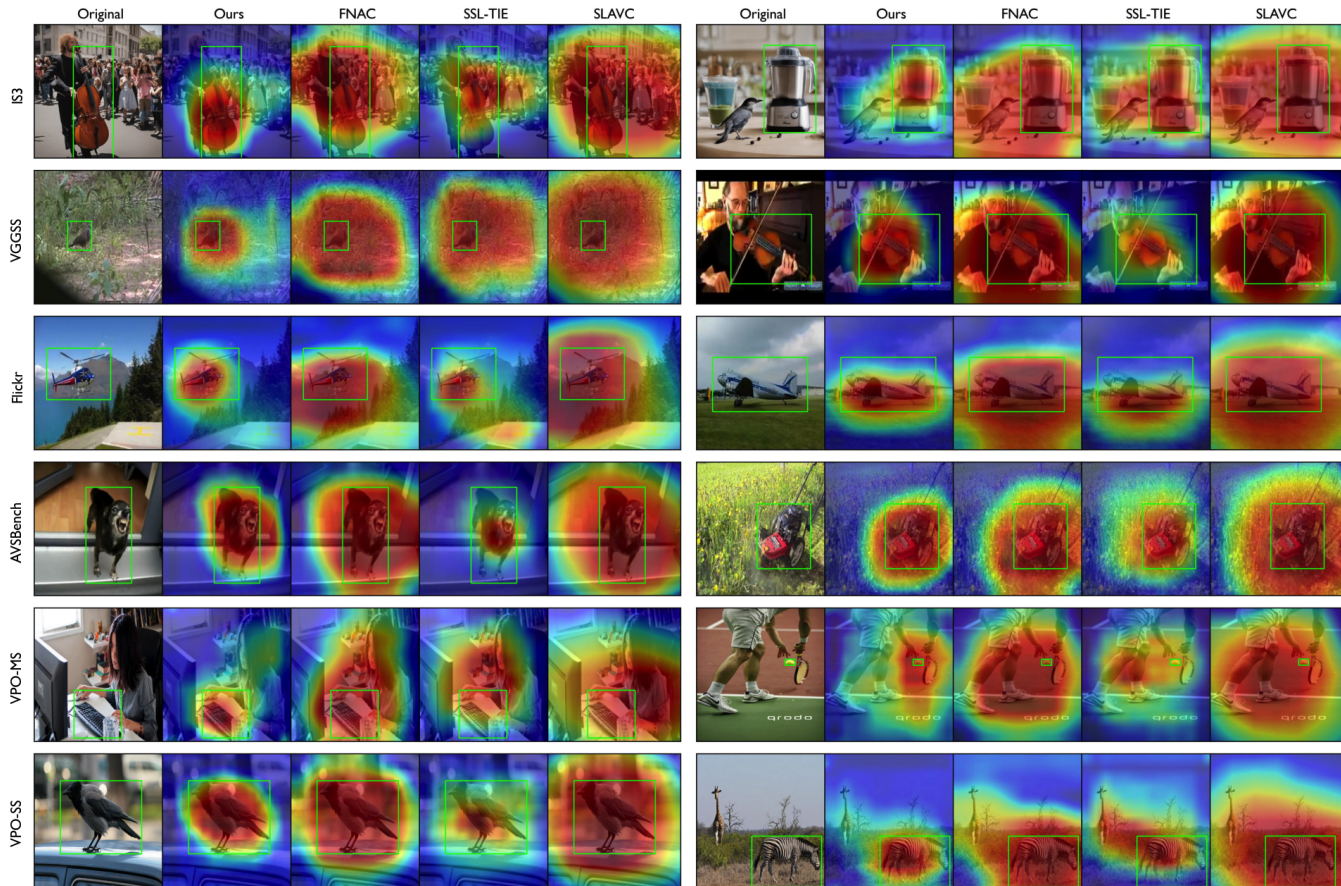 Original Ours FNAC SSL-TIE SLAVC Original Ours FNAC SSL-TIE SLAVC
IS3
VGGSS
Flickr
AVSBench
VPO-MS
qrodo qrodo qrodo qrodo qrodo
VPO-SS